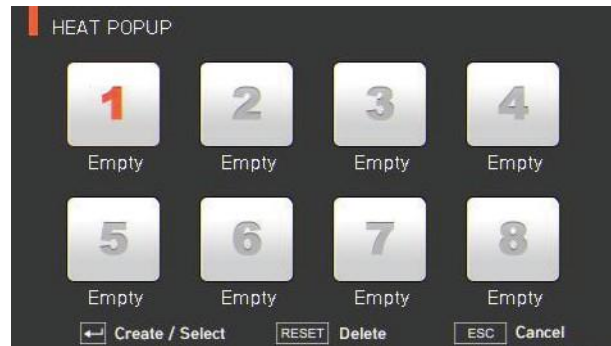 HEAT POPUP
1 2 3 4
Empty Empty Empty Empty
5 6 7 8
Empty Empty Empty Empty
Create / Select RESET Delete ESC Cancel